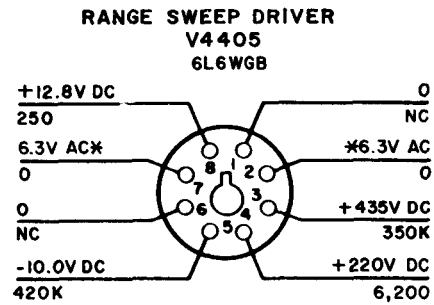 RANGE SWEEP DRIVER
V4405
6L6WGB
+12.8V DC
250
0
NC
6.3V AC*
0
*6.3V AC
0
8
1
7
2
6
3
5
4
0
NC
+435V DC
350K
-10.0V DC
420K
+220V DC
6,200